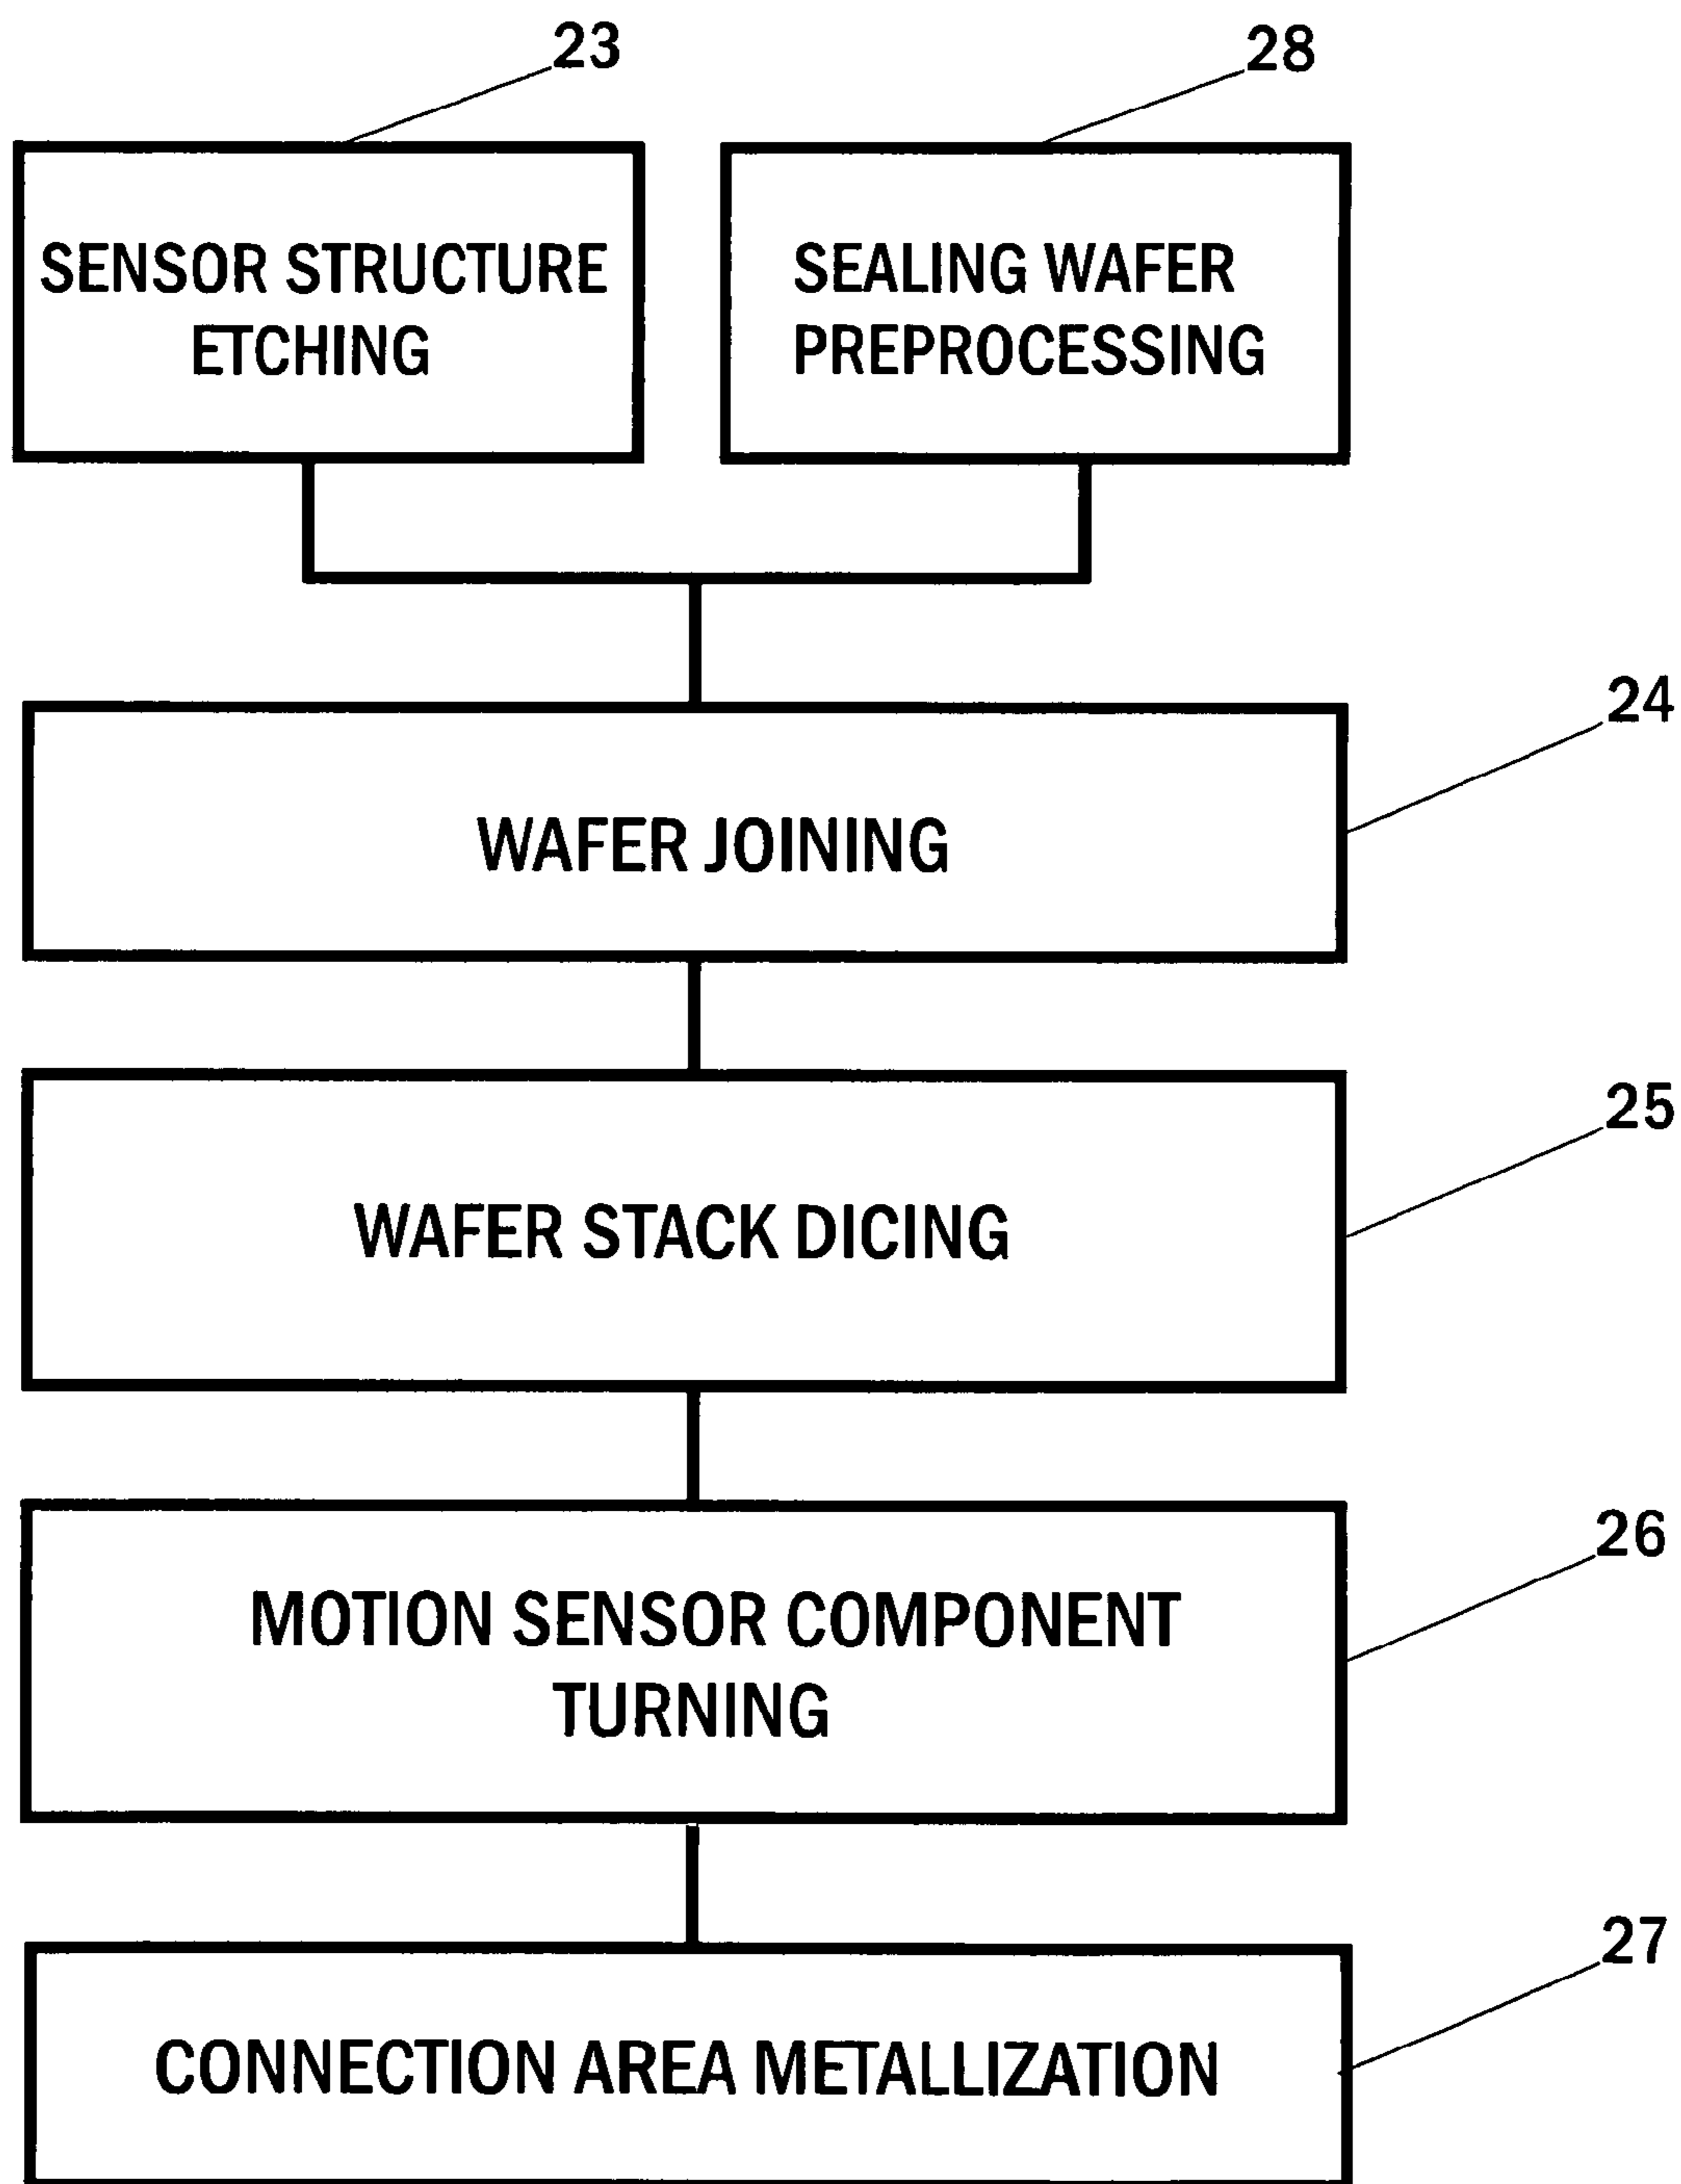 23
28
SENSOR STRUCTURE
ETCHING
SEALING WAFER
PREPROCESSING
24
WAFER JOINING
25
WAFER STACK DICING
26
MOTION SENSOR COMPONENT
TURNING
27
CONNECTION AREA METALLIZATION